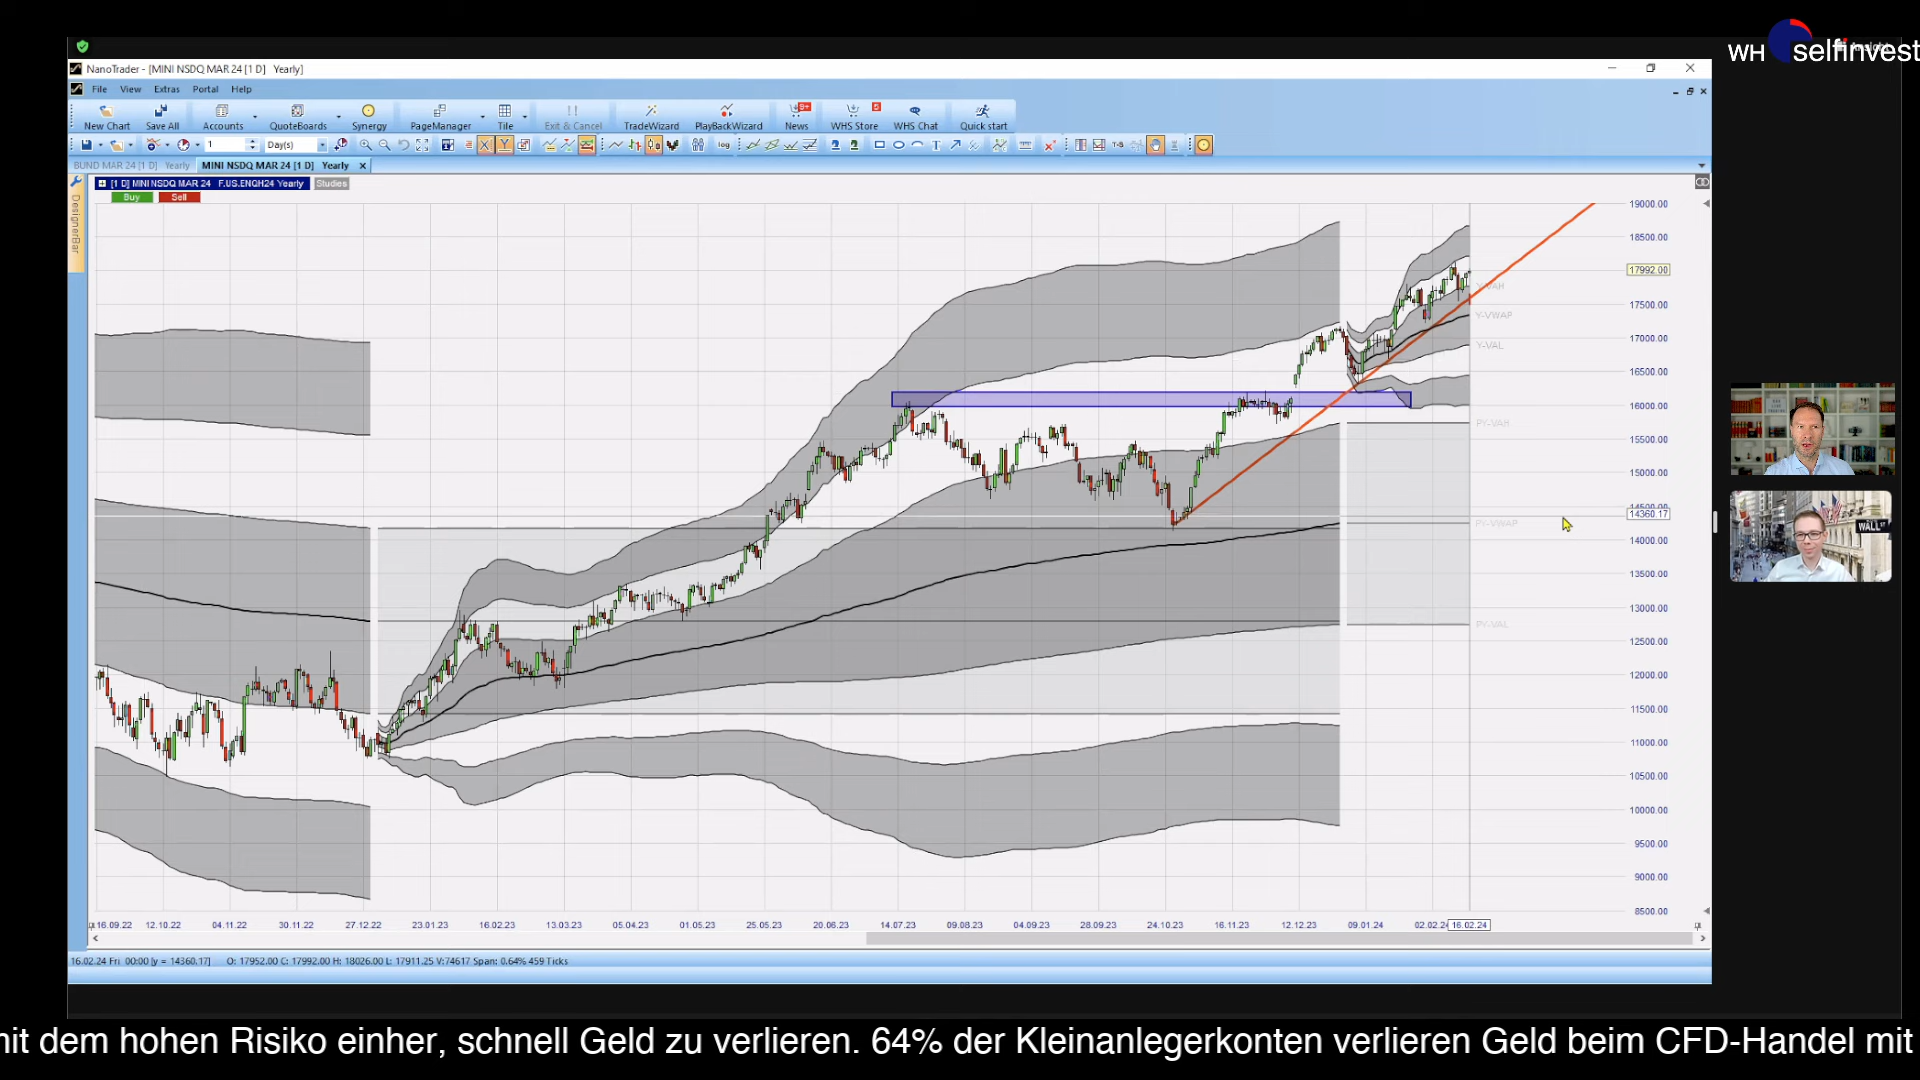 WH selfinvest
NanoTrader - [MINI NSDQ MAR 24 [1 D] Yearly]
File View Extras Portal Help
New Chart Save All Accounts QuoteBoards Synergy PageManager Tile Exit & Cancel TradeWizard PlayBackWizard News WHS Store WHS Chat Quick start
9+ 5
1 Day(s) log
BUND MAR 24 [1 D] Yearly MINI NSDQ MAR 24 [1 D] Yearly
[1 D] MINI NSDQ MAR 24 F.US.ENQH24 Yearly Studies
Buy Sell
DesignerBar
19000.00
18500.00
17992.00
Y-VAH
17500.00
Y-VWAP
17000.00
Y-VAL
16500.00
16000.00
PY-VAH
15500.00
15000.00
14360.17
PY-VWAP
14000.00
13500.00
13000.00
PY-VAL
12500.00
12000.00
11500.00
11000.00
10500.00
10000.00
9500.00
9000.00
8500.00
16.09.22 12.10.22 04.11.22 30.11.22 27.12.22 23.01.23 16.02.23 13.03.23 05.04.23 01.05.23 25.05.23 20.06.23 14.07.23 09.08.23 04.09.23 28.09.23 24.10.23 16.11.23 12.12.23 09.01.24 02.02.24 16.02.24
16.02.24 Fri 00:00 [y = 14360.17] O: 17952.00 C: 17992.00 H: 18026.00 L: 17911.25 V:74617 Span: 0.64% 459 Ticks
WALL
mit dem hohen Risiko einher, schnell Geld zu verlieren. 64% der Kleinanlegerkonten verlieren Geld beim CFD-Handel mit